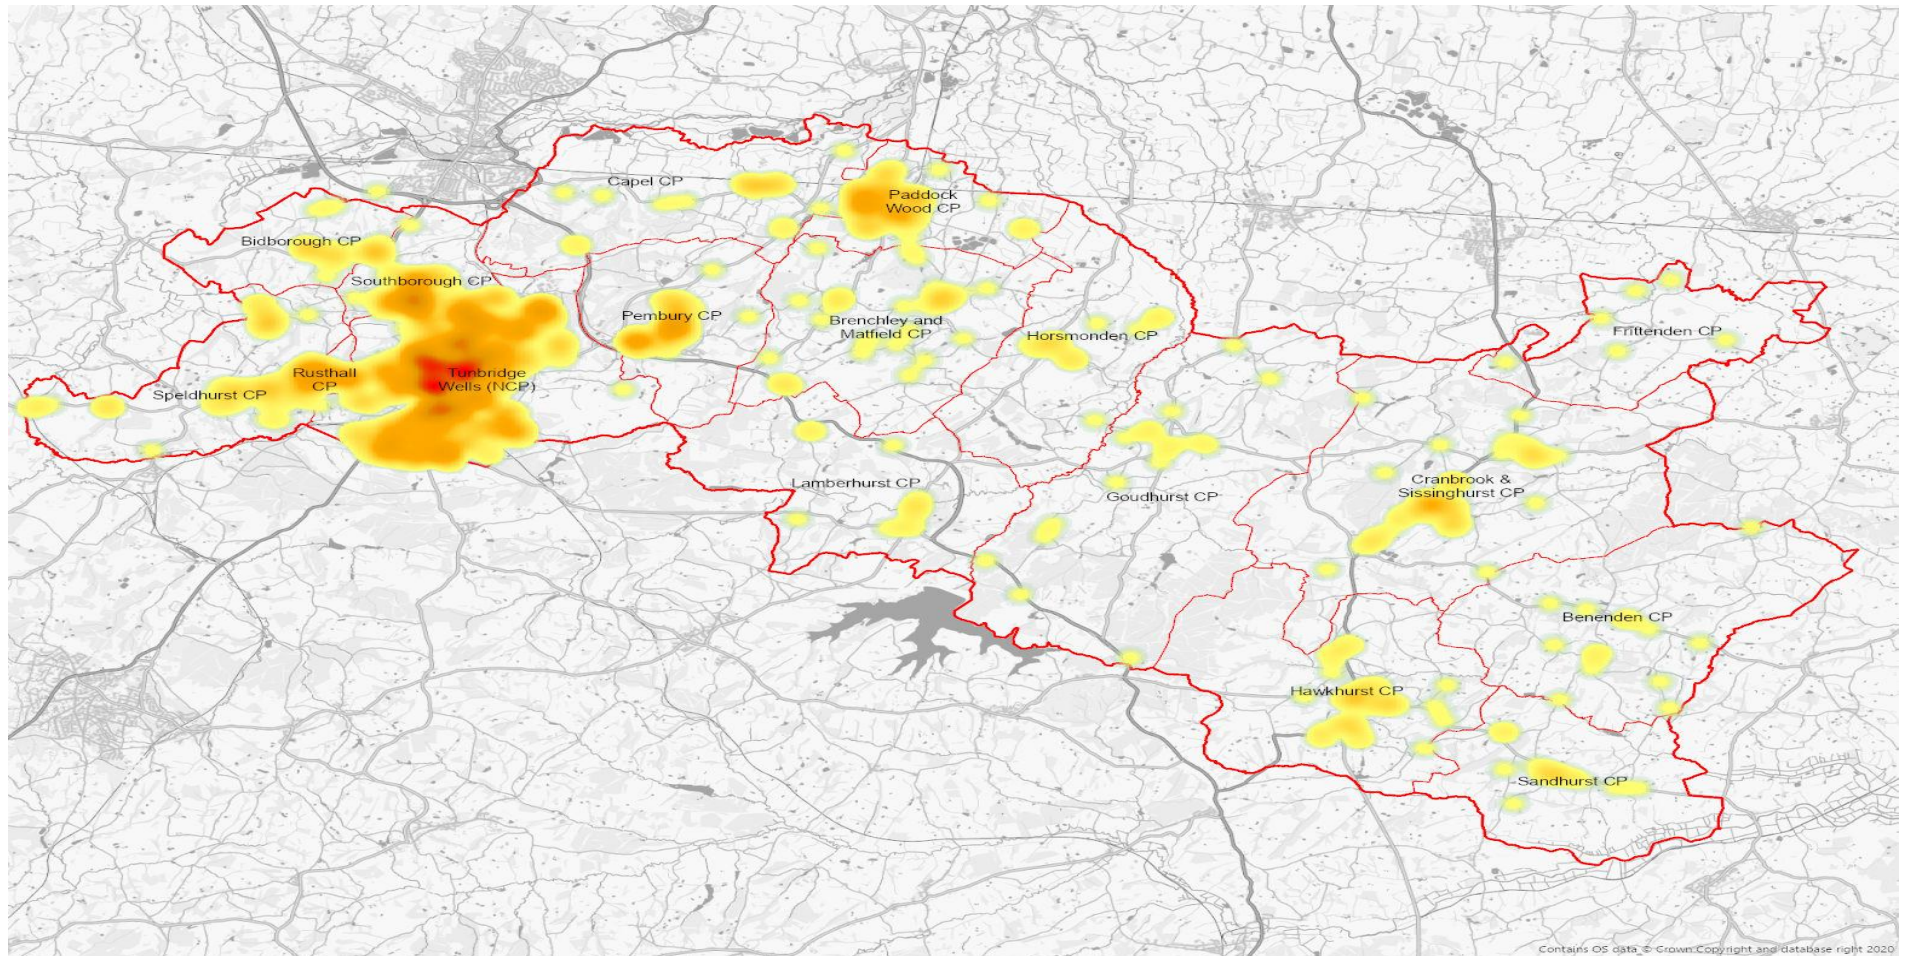 Capel CP
Paddock
Wood CP
Bidborough CP
Southborough CP
Pembury CP
Brenchley and
Matfield CP
Horsmonden CP
Frittenden CP
Rusthall
CP
Tunbridge
Wells (NCP)
Speldhurst CP
Lamberhurst CP
Goudhurst CP
Cranbrook &
Sissinghurst CP
Benenden CP
Hawkhurst CP
Sandhurst CP
Contains OS data © Crown Copyright and database right 2020